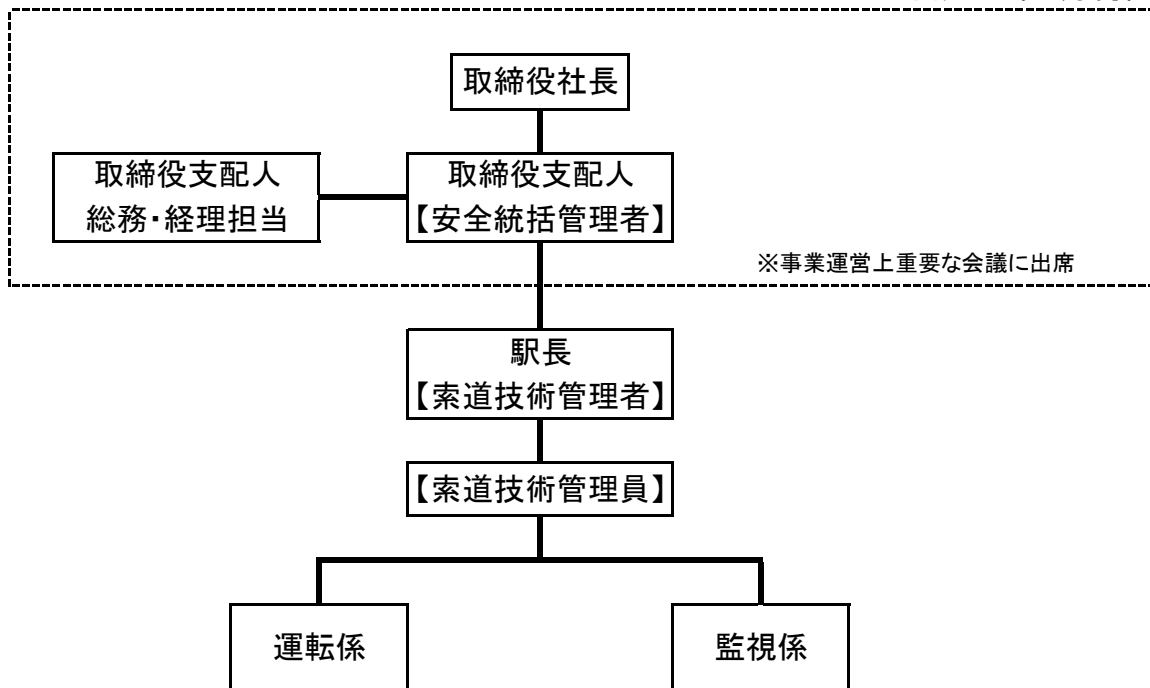 取締役社長
取締役支配人
総務・経理担当
取締役支配人
【安全統括管理者】
※事業運営上重要な会議に出席
駅長
【索道技術管理者】
【索道技術管理員】
運転係
監視係